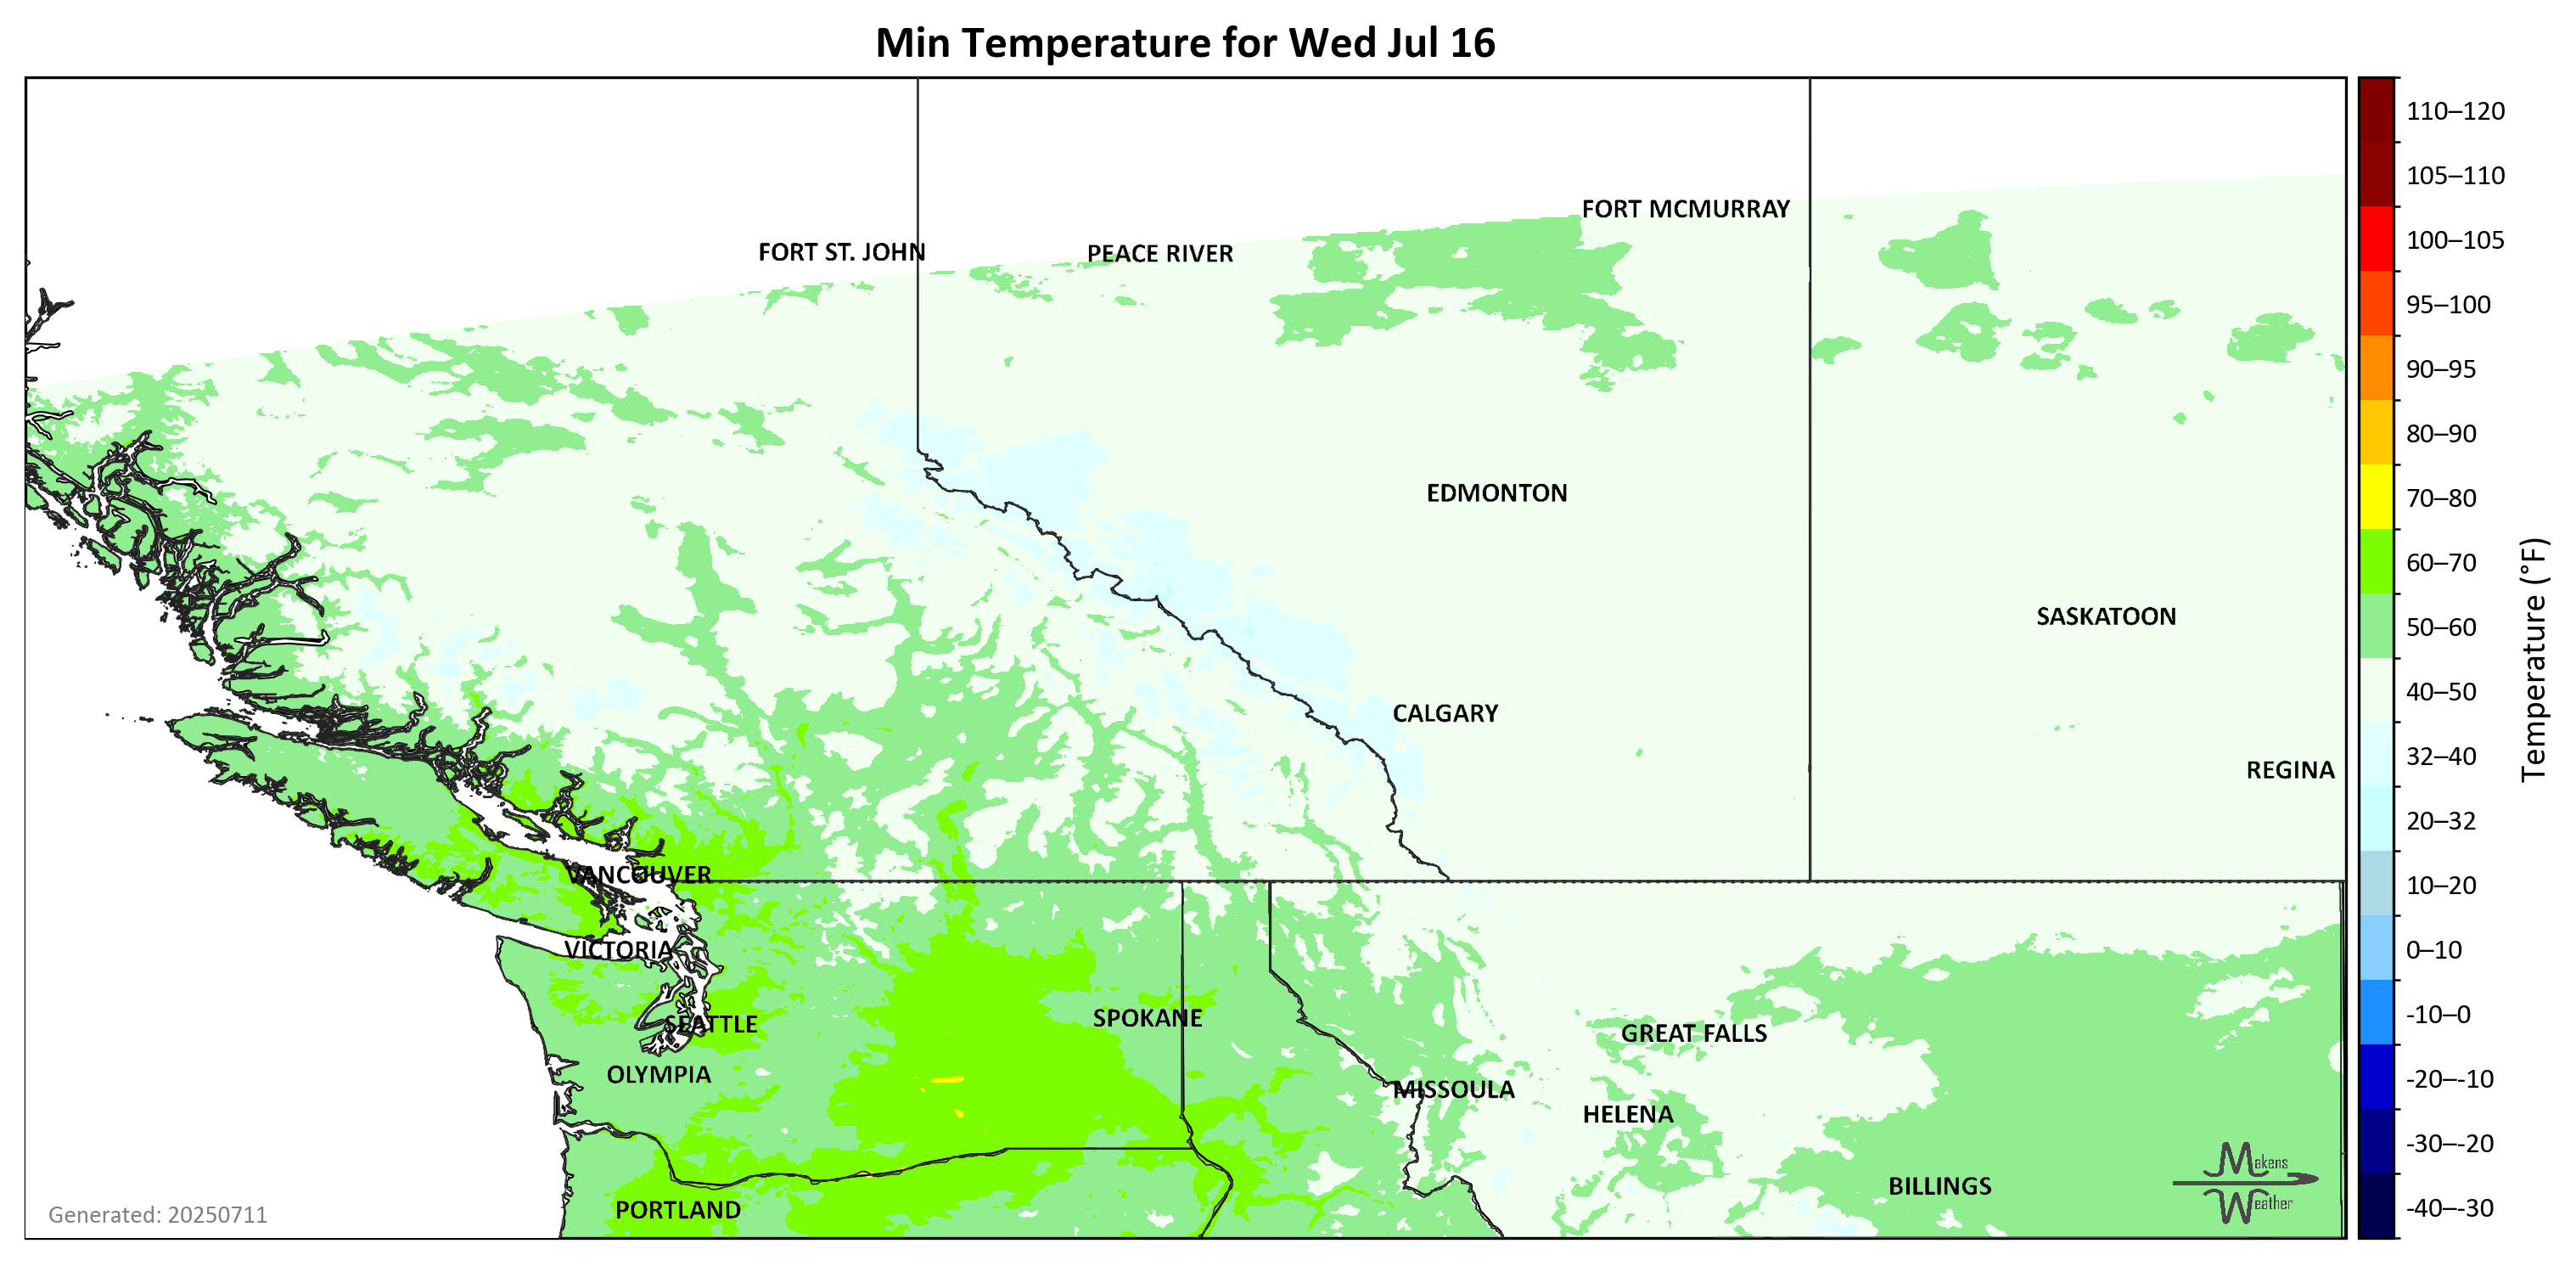 Min Temperature for Wed Jul 16
FORT MCMURRAY
FORT ST. JOHN
PEACE RIVER
EDMONTON
SASKATOON
CALGARY
REGINA
VANCOUVER
VICTORIA
SEATTLE
SPOKANE
GREAT FALLS
OLYMPIA
MISSOULA
HELENA
BILLINGS
PORTLAND
Generated: 20250711
Makens
Weather
110–120
105–110
100–105
95–100
90–95
80–90
70–80
60–70
50–60
40–50
32–40
20–32
10–20
0–10
-10–0
-20–-10
-30–-20
-40–-30
Temperature (°F)